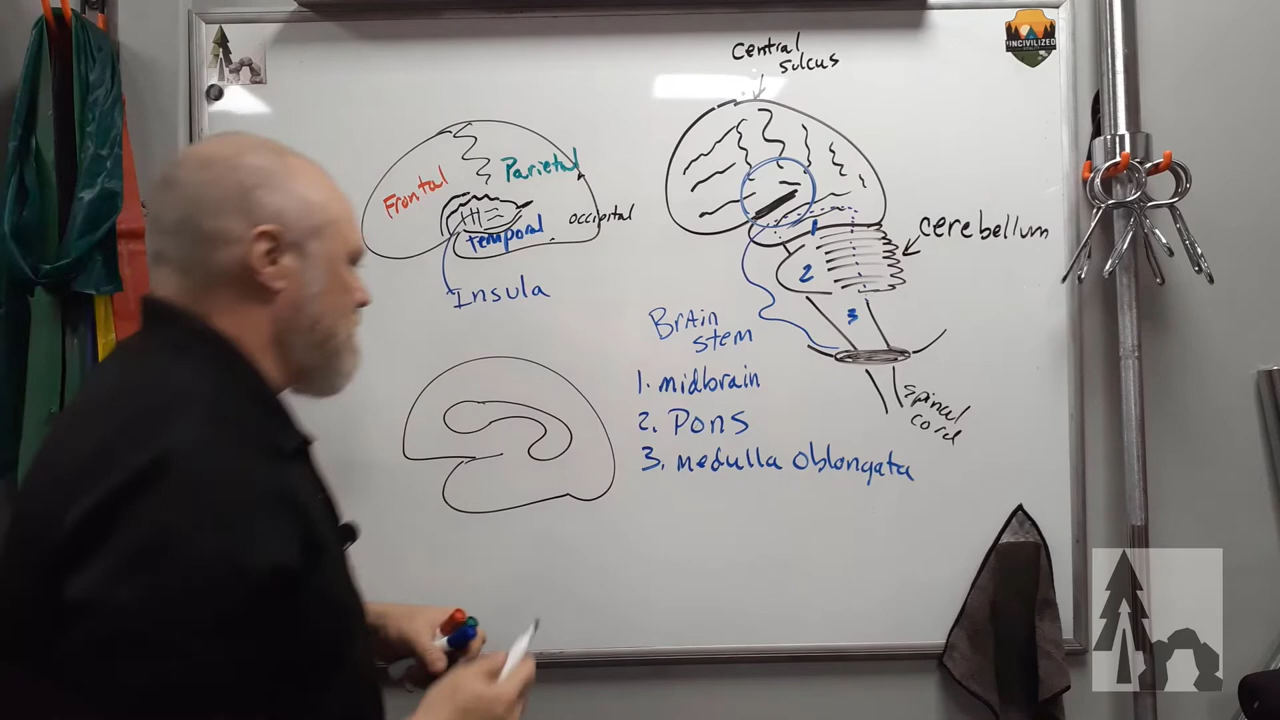 Central
sulcus
UNCIVILIZED
Frontal
Parietal
temporal
occipital
Insula
1
2
3
cerebellum
Brain
stem
1. midbrain
2. Pons
3. medulla oblongata
spinal
cord